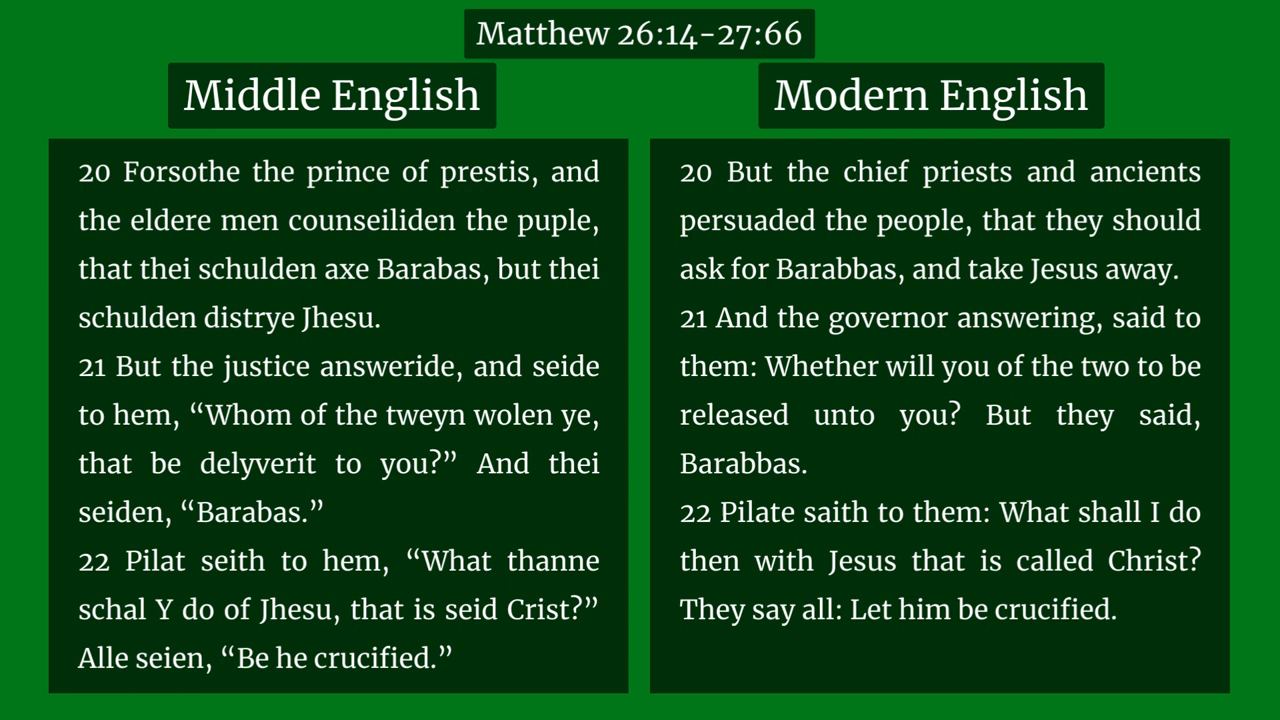 Matthew 26:14-27:66
Middle English
20 Forsothe the prince of prestis, and
the eldere men counseiliden the puple,
that thei schulden axe Barabas, but thei
schulden distrye Jhesu.
21 But the justice answeride, and seide
to hem, “Whom of the tweyn wolen ye,
that be delyverit to you?” And thei
seiden, “Barabas.”
22 Pilat seith to hem, “What thanne
schal Y do of Jhesu, that is seid Crist?”
Alle seien, “Be he crucified.”
Modern English
20 But the chief priests and ancients
persuaded the people, that they should
ask for Barabbas, and take Jesus away.
21 And the governor answering, said to
them: Whether will you of the two to be
released unto you? But they said,
Barabbas.
22 Pilate saith to them: What shall I do
then with Jesus that is called Christ?
They say all: Let him be crucified.